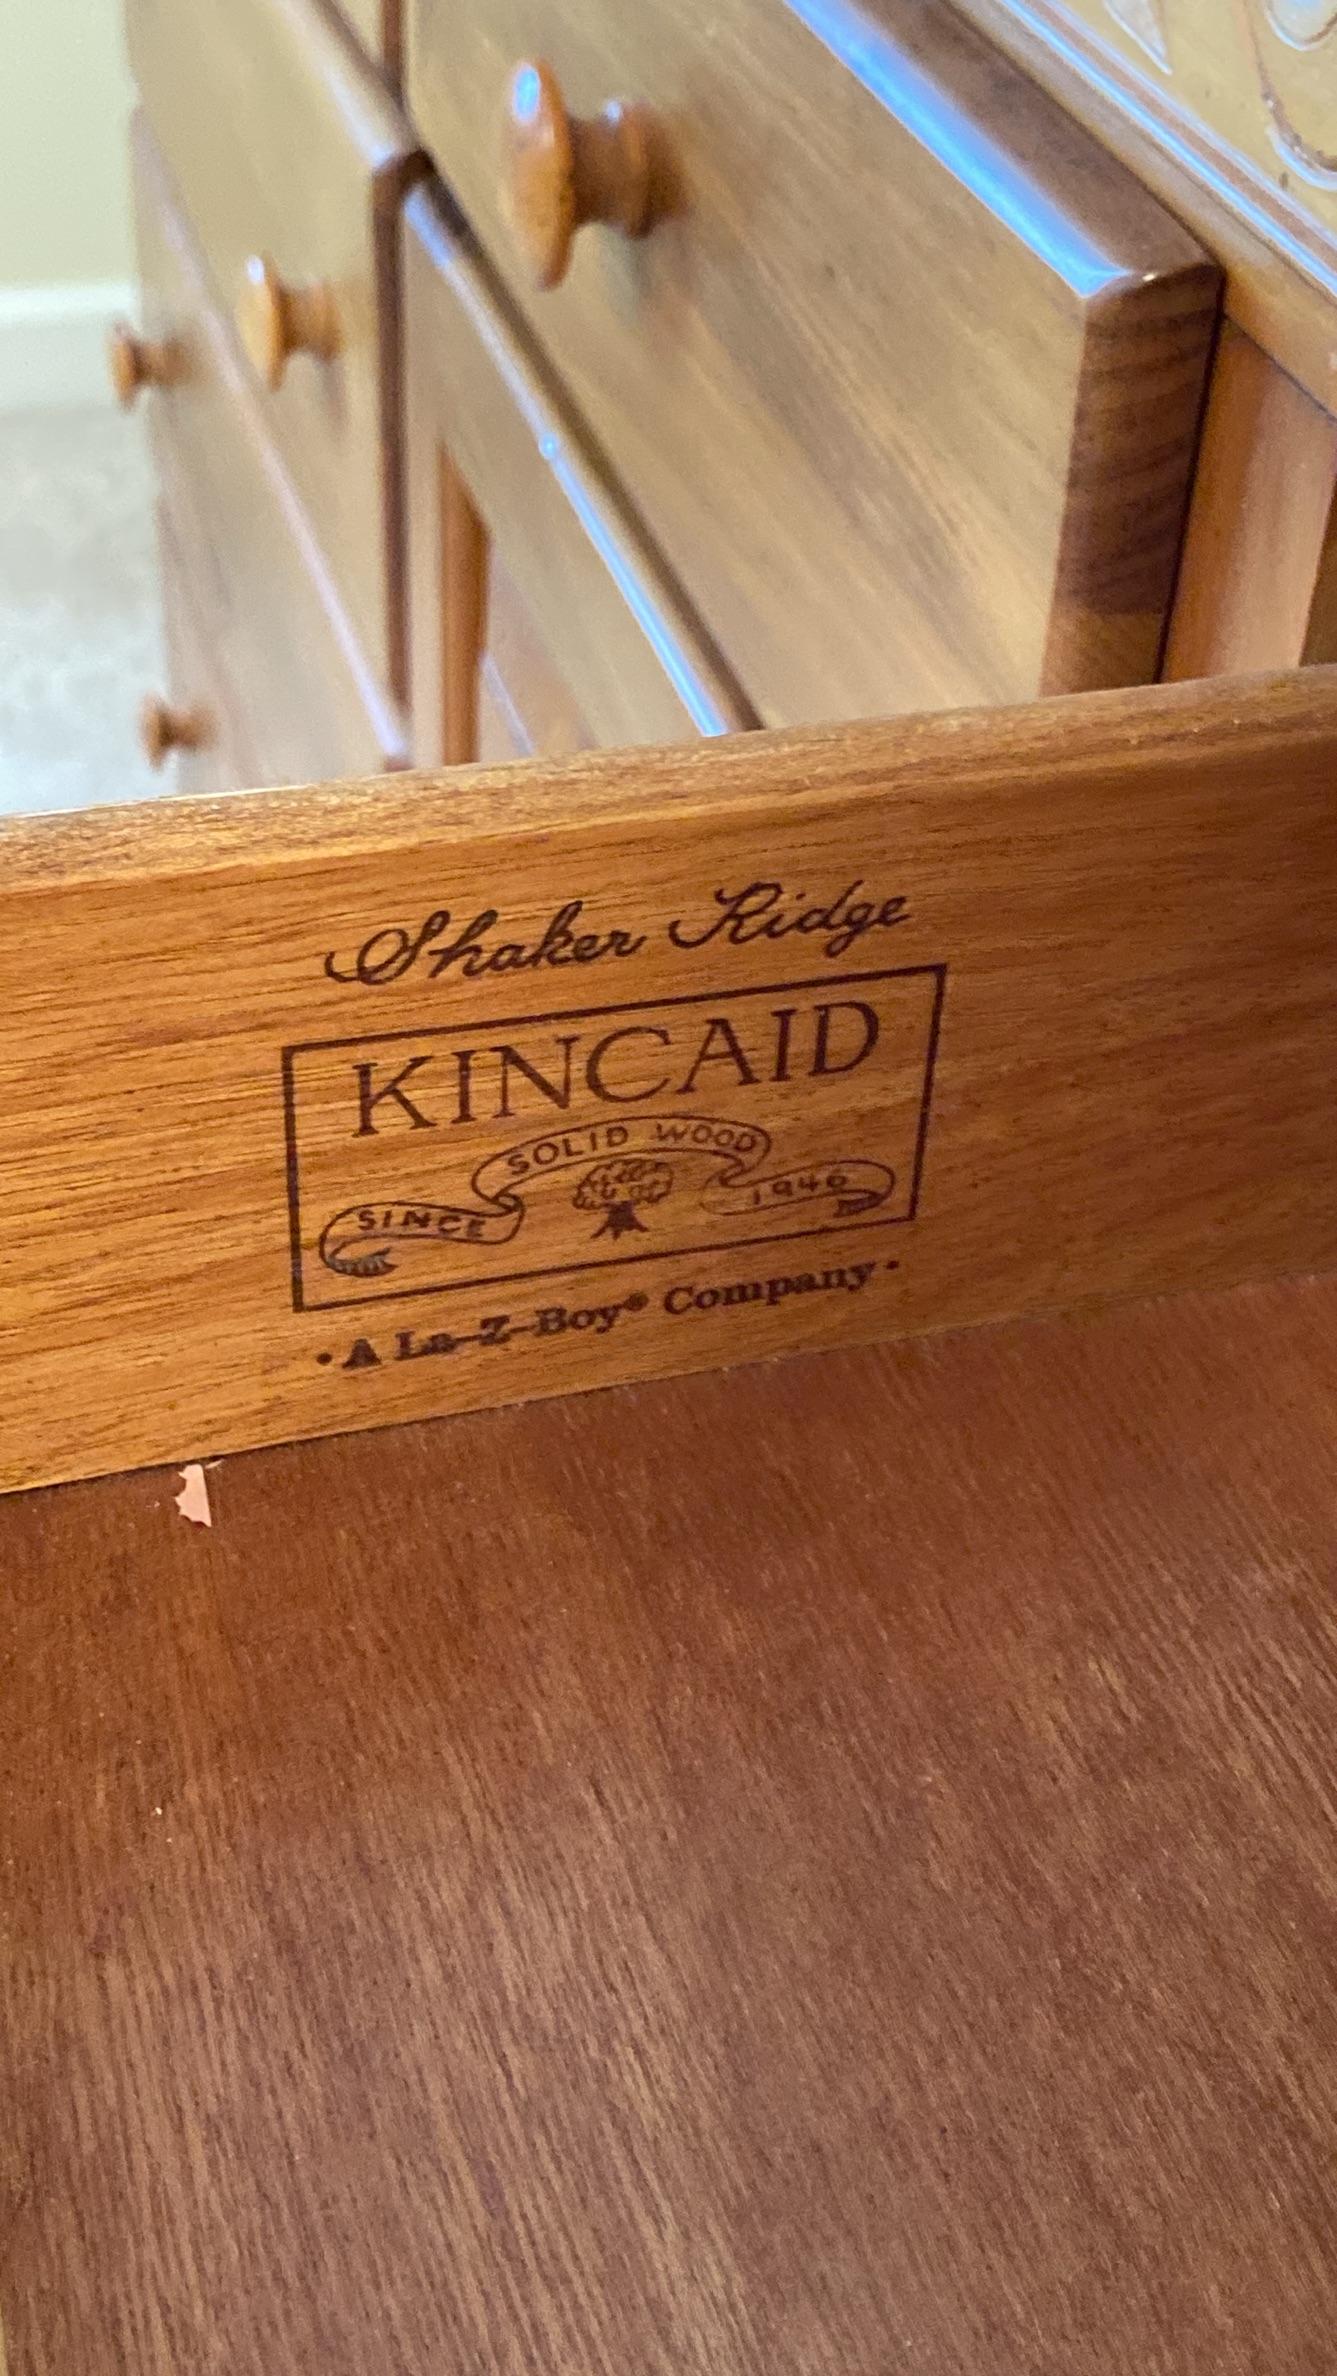 Shaker Ridge
KINCAID
SOLID WOOD
SINCE 1946
• A La-Z-Boy® Company •